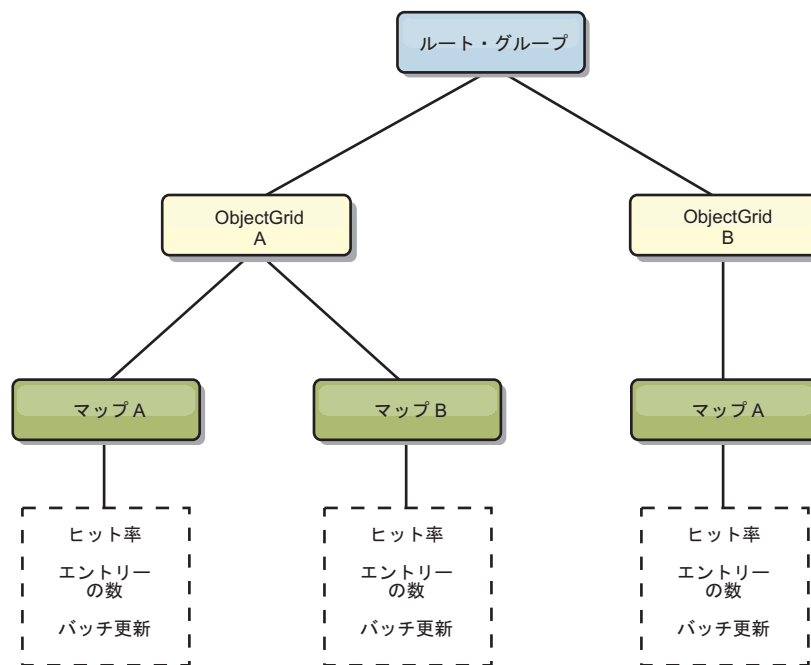 ルート・グループ
ObjectGrid
A
ObjectGrid
B
マップ A
マップ B
マップ A
ヒット率
エントリー
の数
バッチ更新
ヒット率
エントリー
の数
バッチ更新
ヒット率
エントリー
の数
バッチ更新